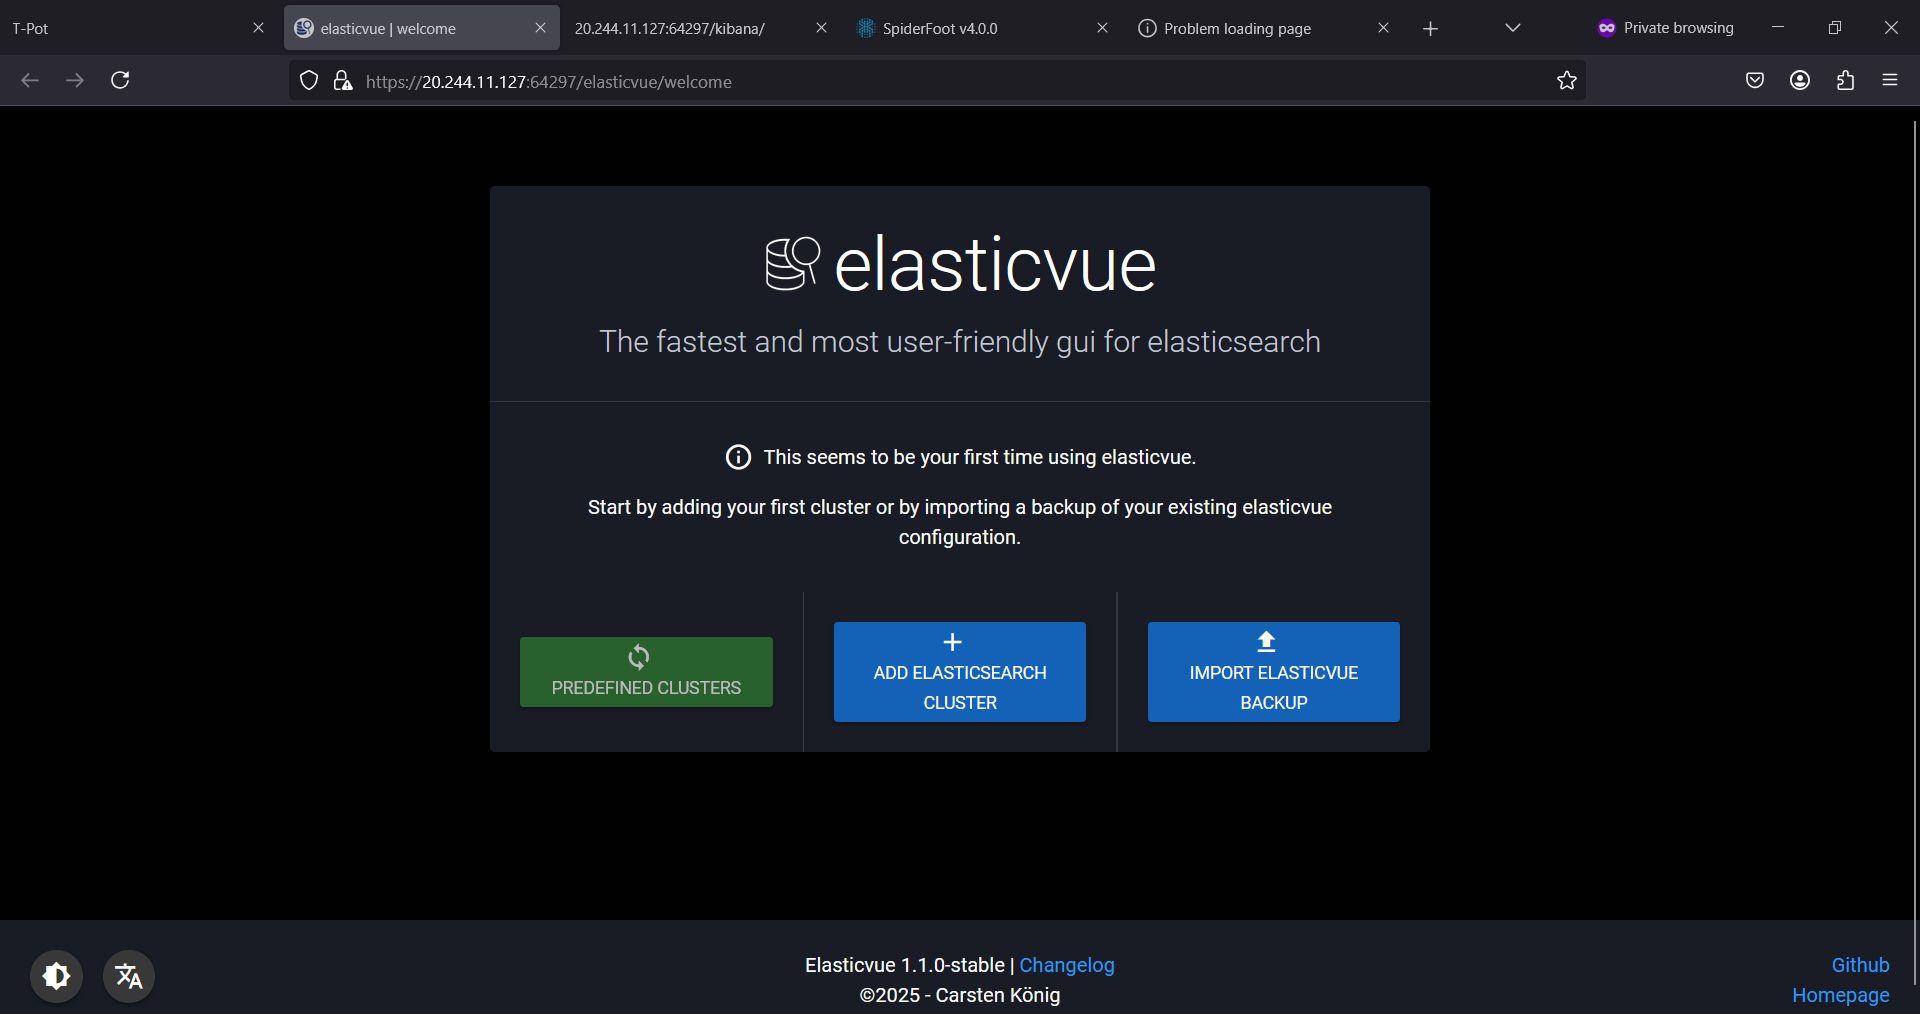 T-Pot
elasticvue | welcome
20.244.11.127:64297/kibana/
SpiderFoot v4.0.0
Problem loading page
Private browsing
https://20.244.11.127:64297/elasticvue/welcome
elasticvue
The fastest and most user-friendly gui for elasticsearch
This seems to be your first time using elasticvue.
Start by adding your first cluster or by importing a backup of your existing elasticvue
configuration.
PREDEFINED CLUSTERS
ADD ELASTICSEARCH
CLUSTER
IMPORT ELASTICVUE
BACKUP
Elasticvue 1.1.0-stable | Changelog
©2025 - Carsten König
Github
Homepage